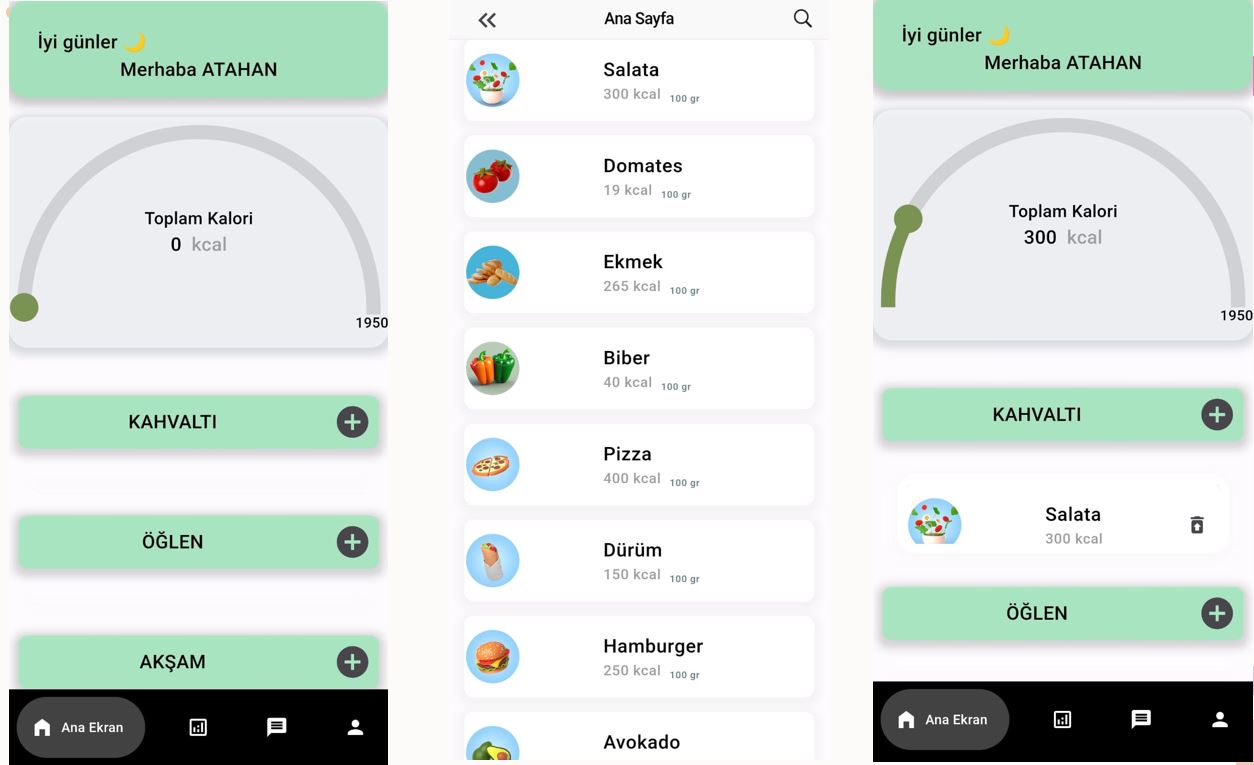 İyi günler 🌙
Merhaba ATAHAN
Toplam Kalori
0 kcal
1950
KAHVALTI
ÖĞLEN
AKŞAM
Ana Ekran
Ana Sayfa
Salata
300 kcal 100 gr
Domates
19 kcal 100 gr
Ekmek
265 kcal 100 gr
Biber
40 kcal 100 gr
Pizza
400 kcal 100 gr
Dürüm
150 kcal 100 gr
Hamburger
250 kcal 100 gr
Avokado
İyi günler 🌙
Merhaba ATAHAN
Toplam Kalori
300 kcal
1950
KAHVALTI
Salata
300 kcal
ÖĞLEN
Ana Ekran